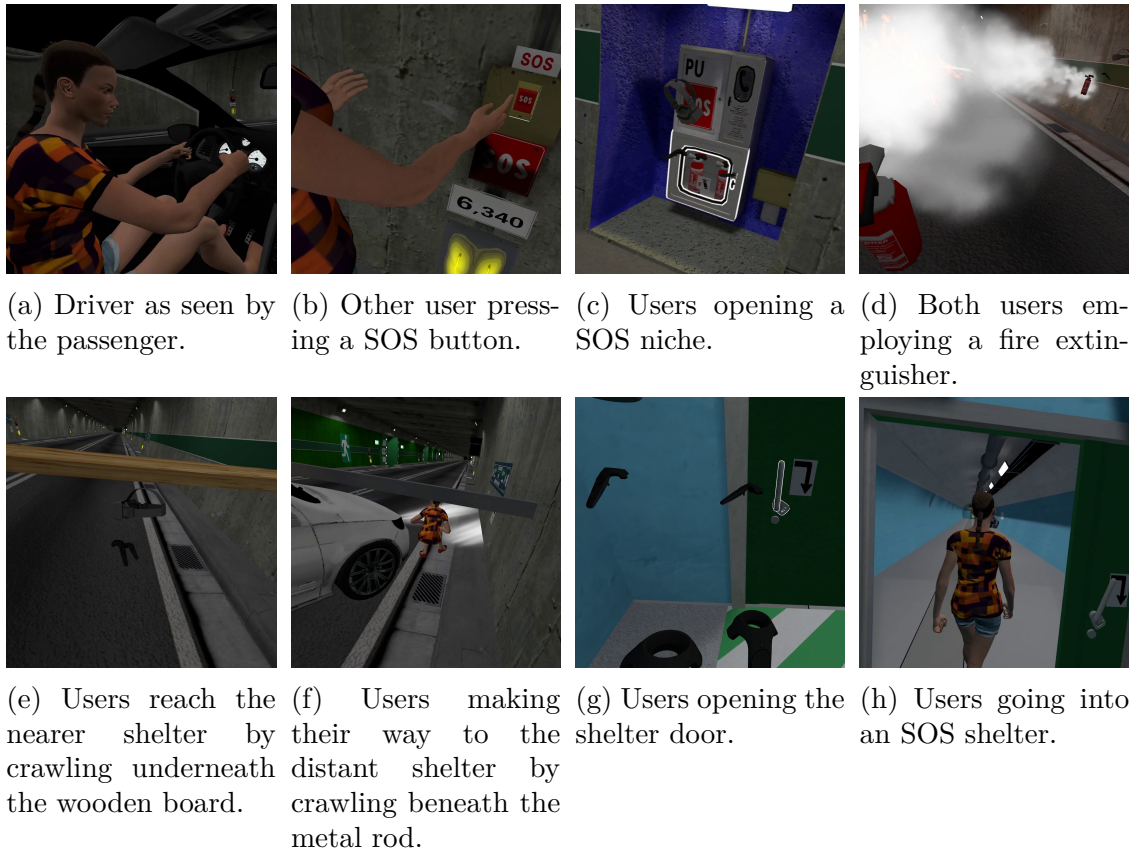 SOS
SOS
SOS
6,340
PU
SOS
(a) Driver as seen by
the passenger.
(b) Other user press-
ing a SOS button.
(c) Users opening a
SOS niche.
(d) Both users em-
ploying a fire extin-
guisher.
(e) Users reach the
nearer shelter by
crawling underneath
the wooden board.
(f) Users making
their way to the
distant shelter by
crawling beneath the
metal rod.
(g) Users opening the
shelter door.
(h) Users going into
an SOS shelter.